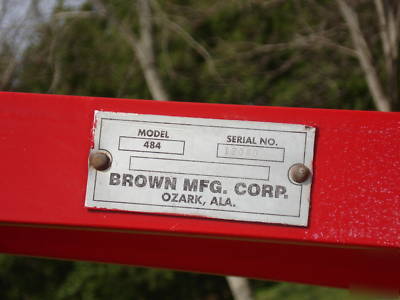 MODEL
484
SERIAL NO.
BROWN MFG. CORP.
OZARK, ALA.